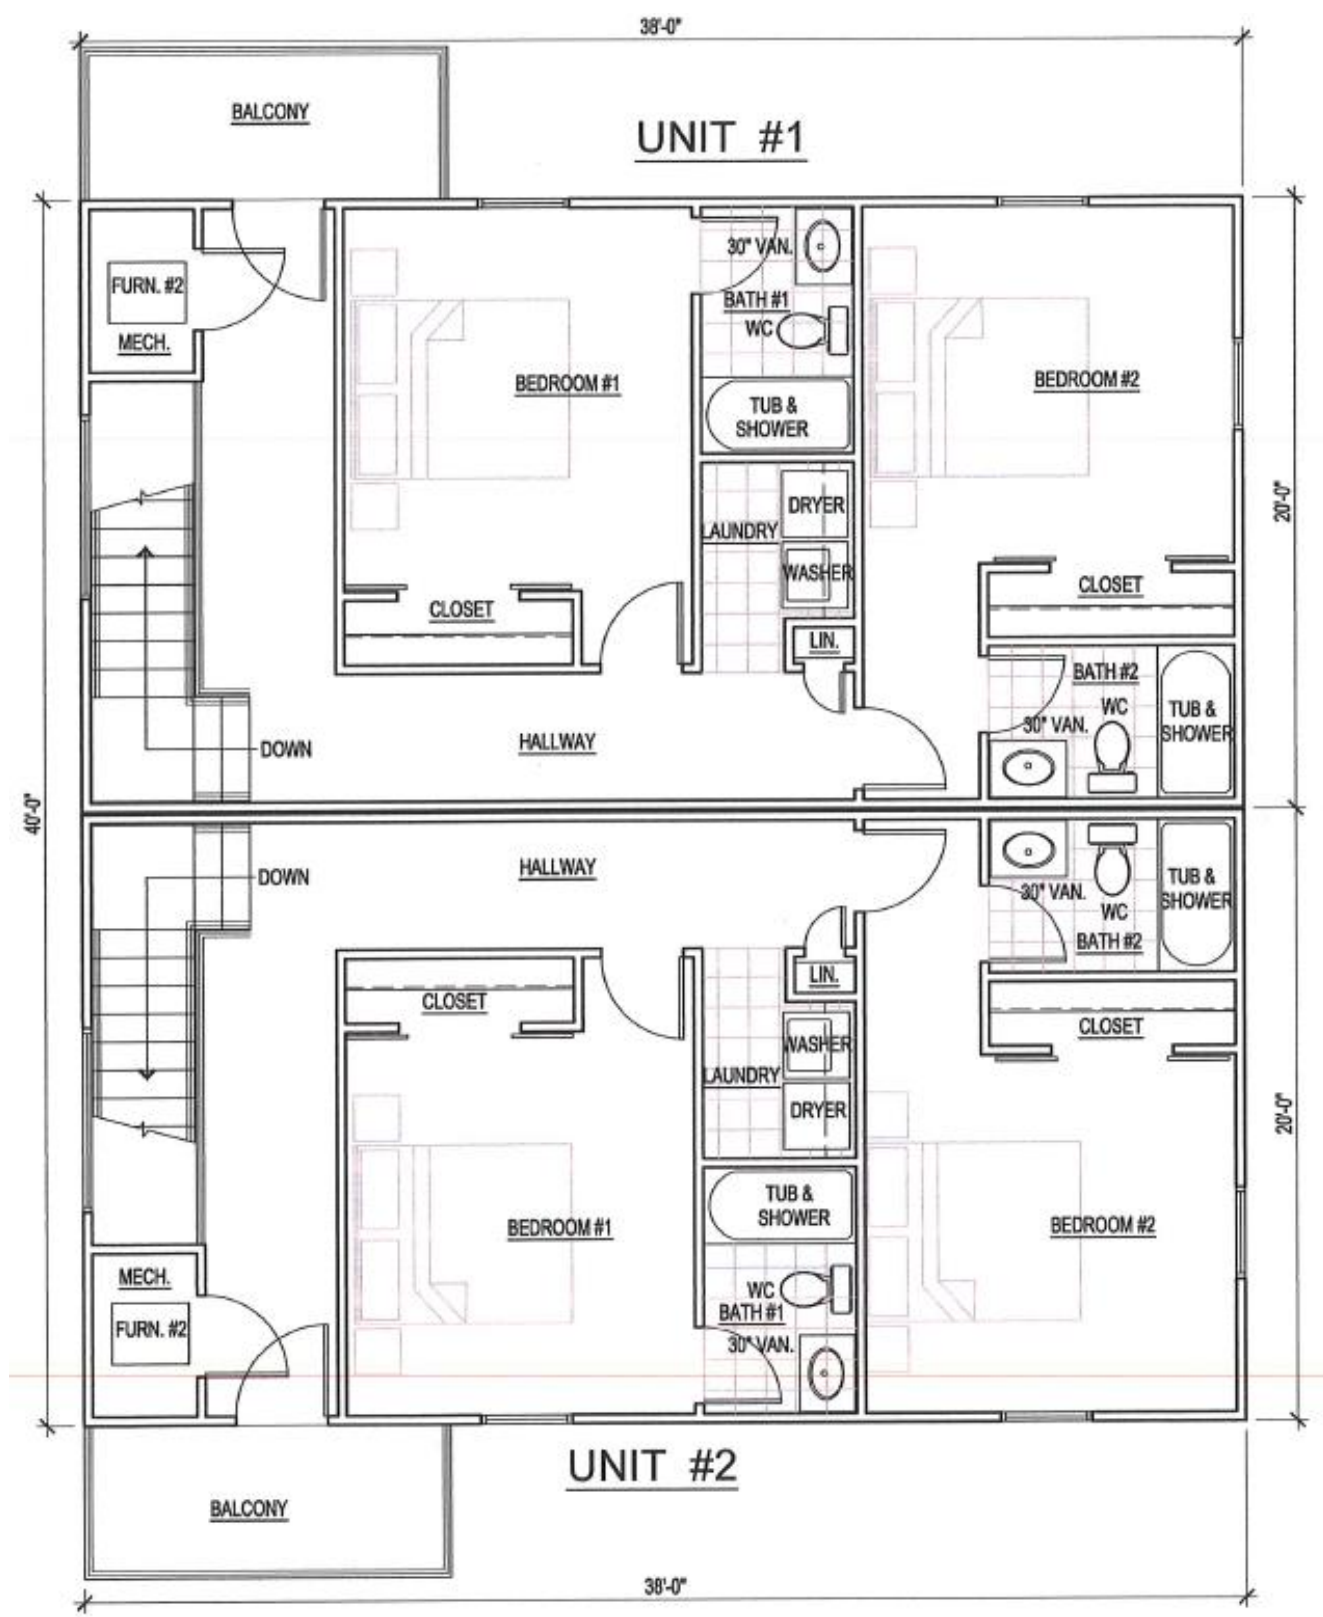 38'-0"
BALCONY
UNIT #1
30" VAN.
FURN. #2
BATH #1
WC
MECH.
BEDROOM #1
BEDROOM #2
TUB &
SHOWER
DRYER
20'-0"
LAUNDRY
WASHER
CLOSET
CLOSET
LIN.
BATH #2
WC
TUB &
SHOWER
30" VAN.
HALLWAY
DOWN
40'-0"
HALLWAY
DOWN
TUB &
SHOWER
30" VAN.
WC
BATH #2
LIN.
CLOSET
CLOSET
WASHER
LAUNDRY
DRYER
20'-0"
TUB &
SHOWER
BEDROOM #1
BEDROOM #2
MECH.
WC
BATH #1
FURN. #2
30" VAN.
UNIT #2
BALCONY
38'-0"